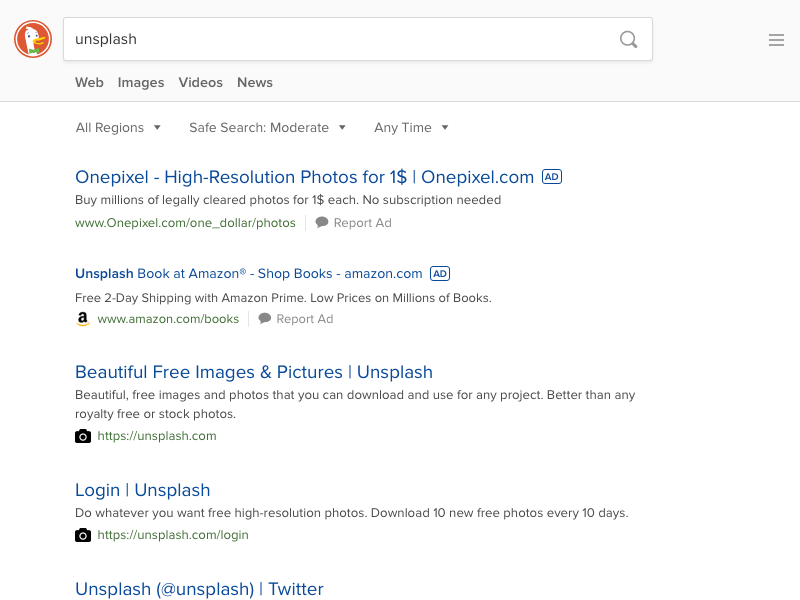 unsplash
Web Images Videos News
All Regions Safe Search: Moderate Any Time
Onepixel - High-Resolution Photos for 1$ | Onepixel.com AD
Buy millions of legally cleared photos for 1$ each. No subscription needed
www.Onepixel.com/one_dollar/photos Report Ad
Unsplash Book at Amazon® - Shop Books - amazon.com AD
Free 2-Day Shipping with Amazon Prime. Low Prices on Millions of Books.
a www.amazon.com/books Report Ad
Beautiful Free Images & Pictures | Unsplash
Beautiful, free images and photos that you can download and use for any project. Better than any
royalty free or stock photos.
https://unsplash.com
Login | Unsplash
Do whatever you want free high-resolution photos. Download 10 new free photos every 10 days.
https://unsplash.com/login
Unsplash (@unsplash) | Twitter